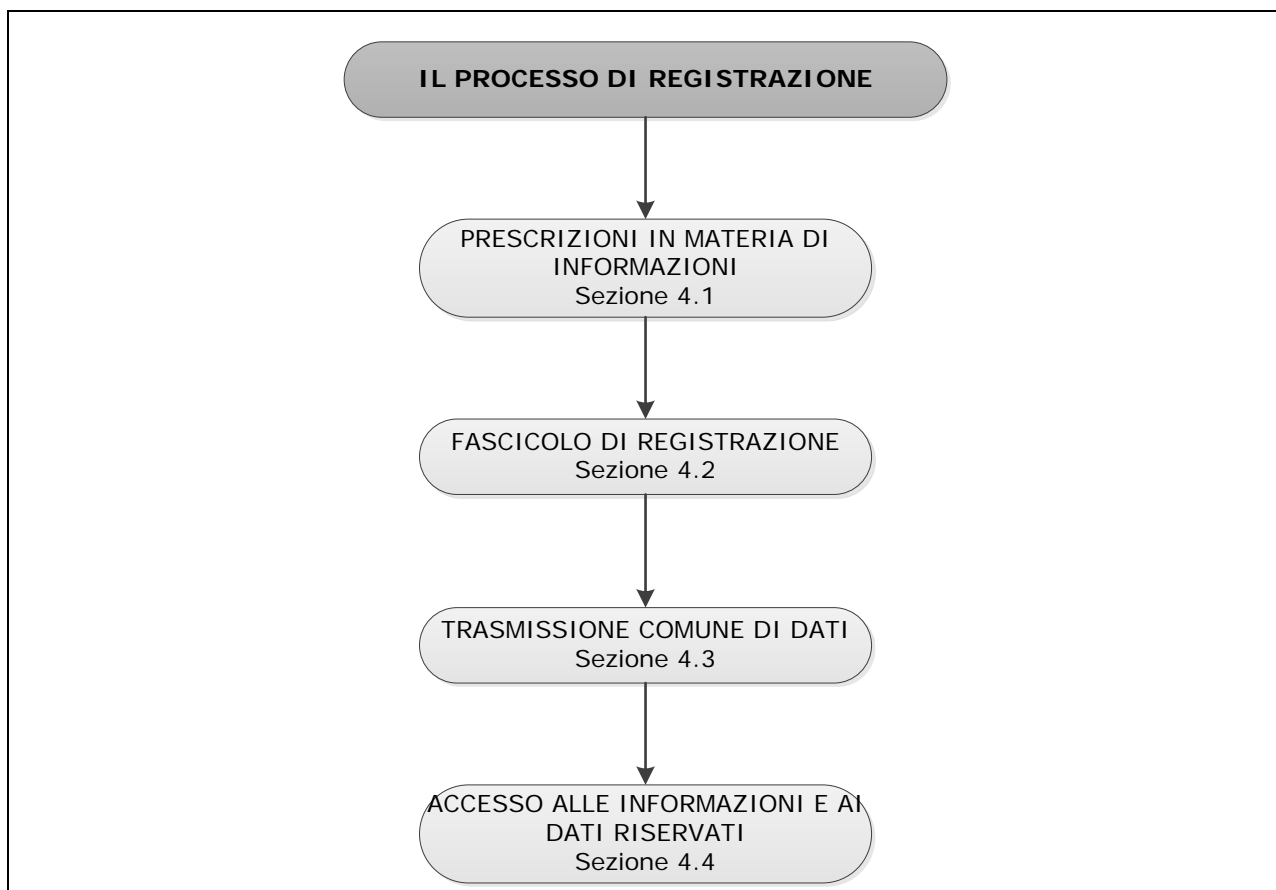 IL PROCESSO DI REGISTRAZIONE
PRESCRIZIONI IN MATERIA DI
INFORMAZIONI
Sezione 4.1
FASCICOLO DI REGISTRAZIONE
Sezione 4.2
TRASMISSIONE COMUNE DI DATI
Sezione 4.3
ACCESSO ALLE INFORMAZIONI E AI
DATI RISERVATI
Sezione 4.4